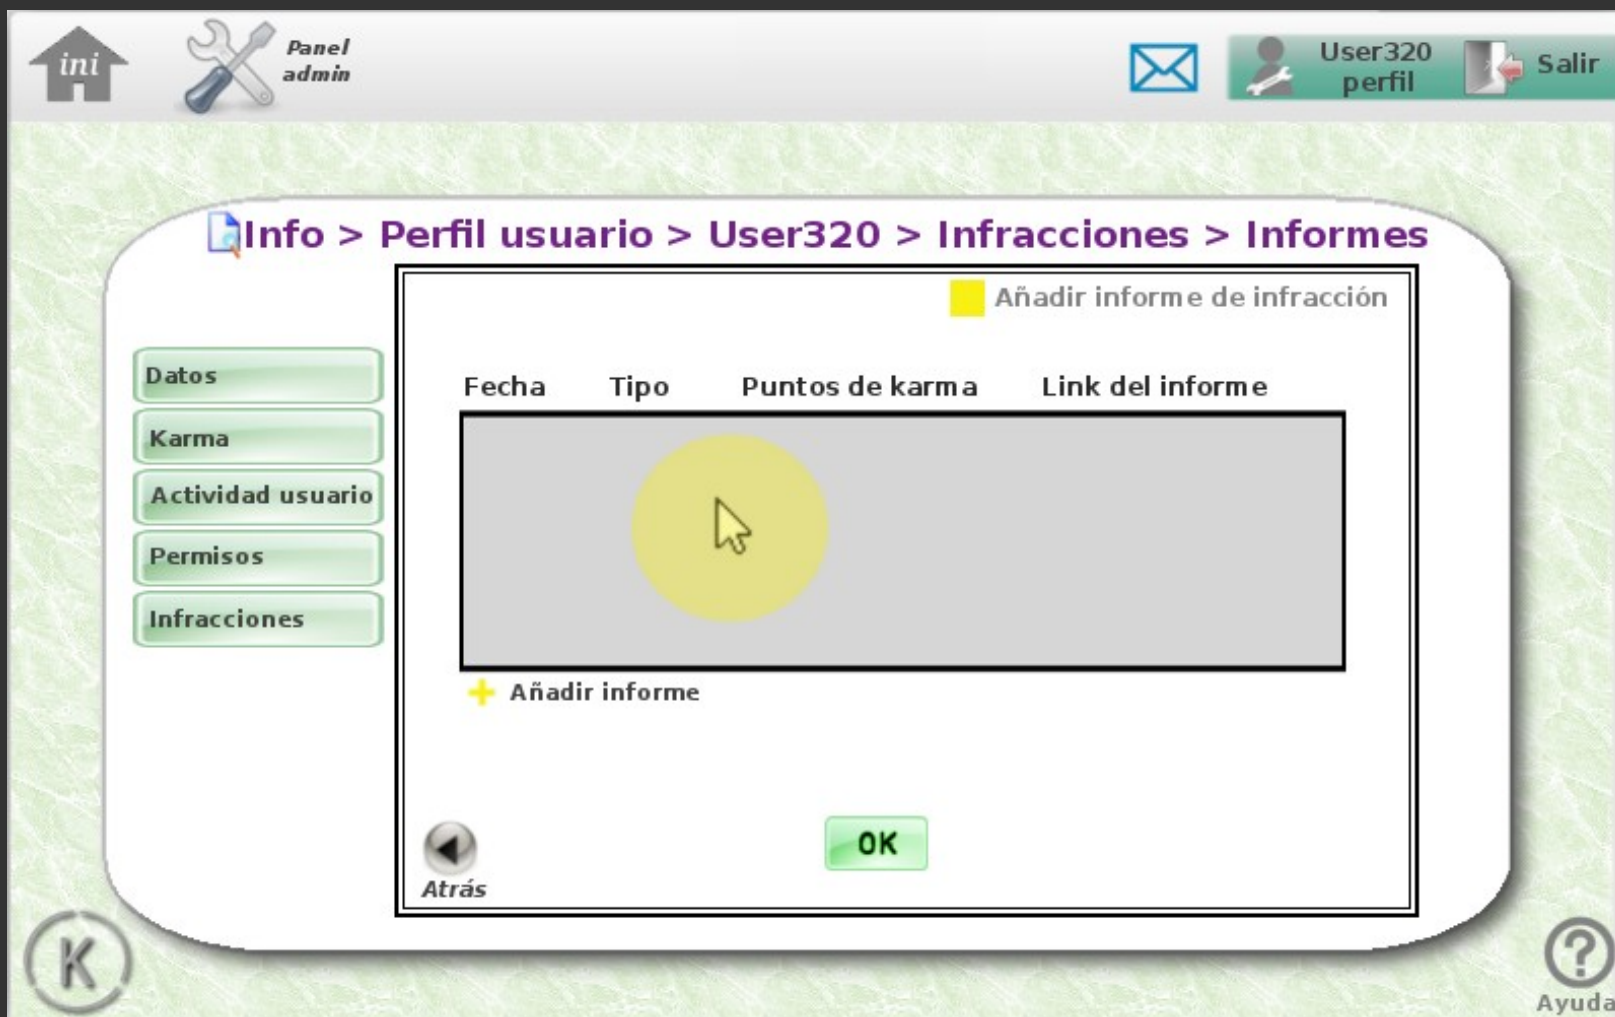 ini
Panel
admin
User320
perfil
Salir
Info > Perfil usuario > User320 > Infracciones > Informes
Añadir informe de infracción
Datos
Karma
Actividad usuario
Permisos
Infracciones
Fecha Tipo Puntos de karma Link del informe
Añadir informe
OK
Atrás
K
?
Ayuda